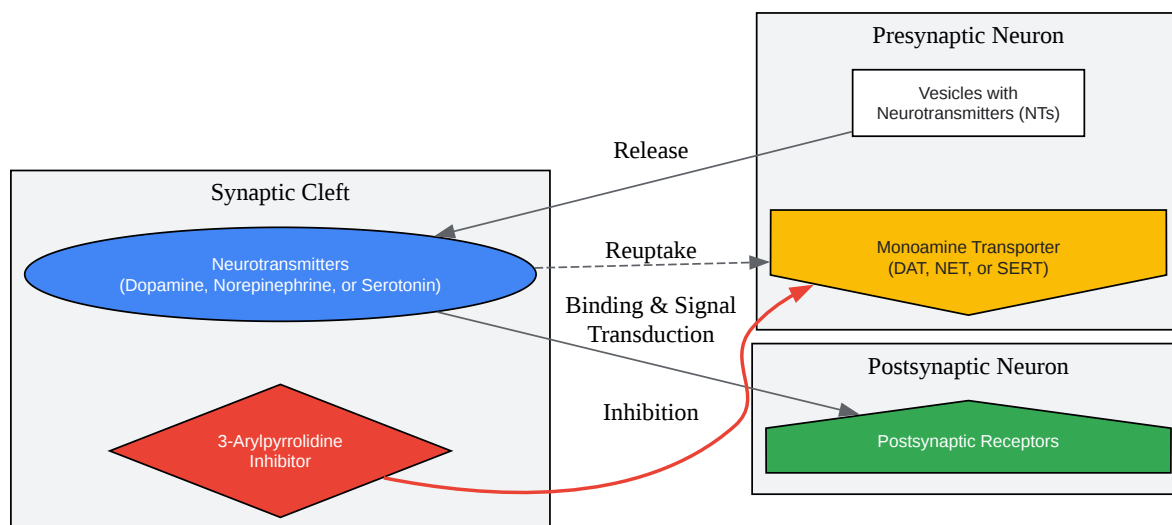 Presynaptic Neuron
Vesicles with
Neurotransmitters (NTs)
Release
Synaptic Cleft
Neurotransmitters
(Dopamine, Norepinephrine, or Serotonin)
Reuptake
Monoamine Transporter
(DAT, NET, or SERT)
Binding & Signal
Transduction
Postsynaptic Neuron
Inhibition
3-Arylpyrrolidine
Inhibitor
Postsynaptic Receptors